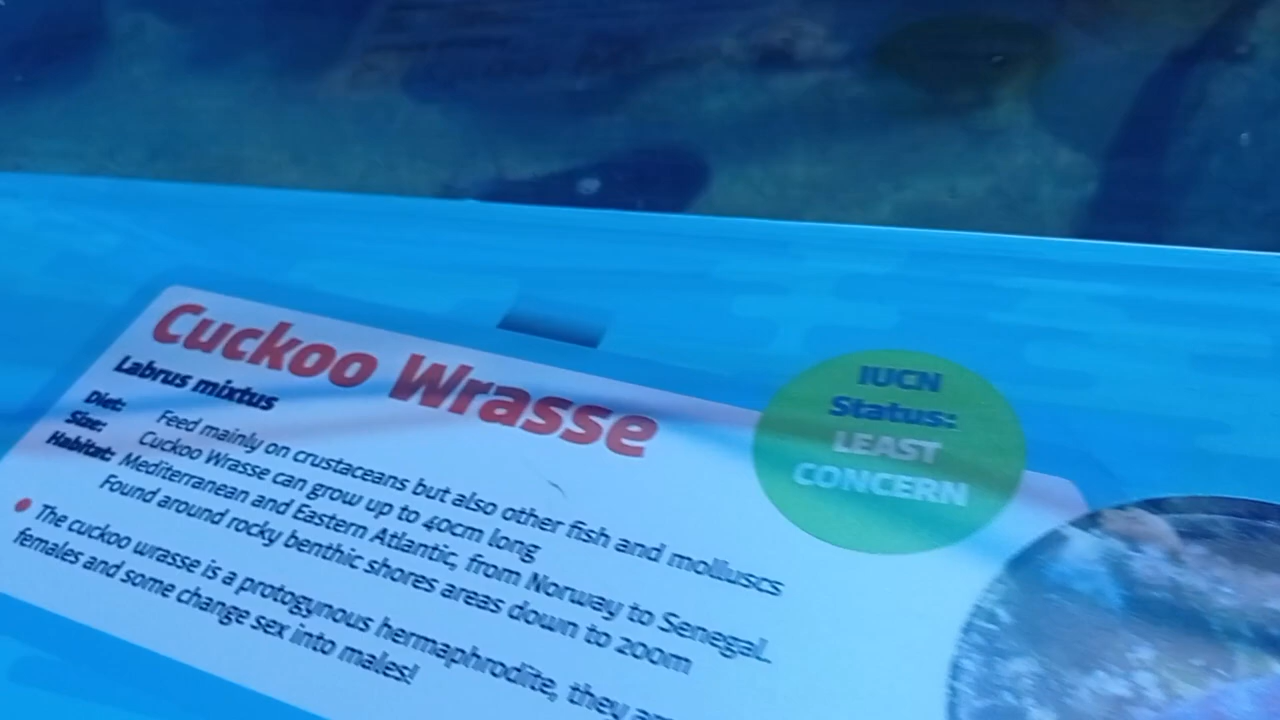 Cuckoo Wrasse
Labrus mixtus
Diet: Feed mainly on crustaceans but also other fish and molluscs
Size: Cuckoo Wrasse can grow up to 40cm long
Habitat: Mediterranean and Eastern Atlantic, from Norway to Senegal.
Found around rocky benthic shores areas down to 200m
The cuckoo wrasse is a protogynous hermaphrodite, they
females and some change sex into males!
IUCN
Status:
LEAST
CONCERN